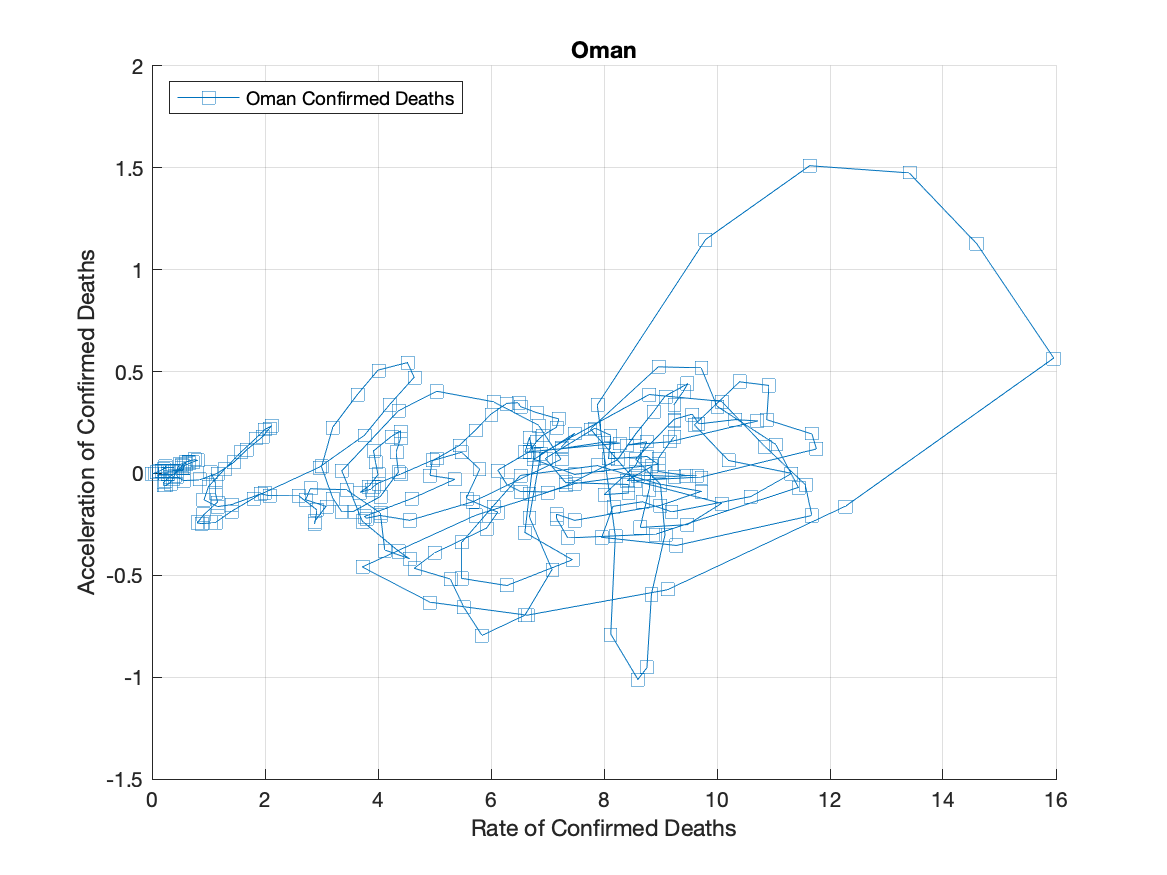 Oman
Oman Confirmed Deaths
2
1.5
1
0.5
0
-0.5
-1
-1.5
0 2 4 6 8 10 12 14 16
Rate of Confirmed Deaths
Acceleration of Confirmed Deaths